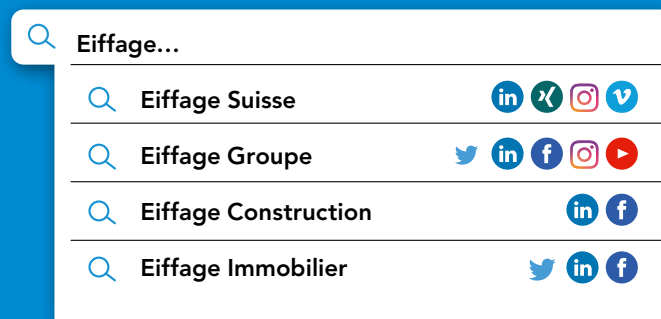 Eiffage...
Eiffage Suisse
Eiffage Groupe
Eiffage Construction
Eiffage Immobilier